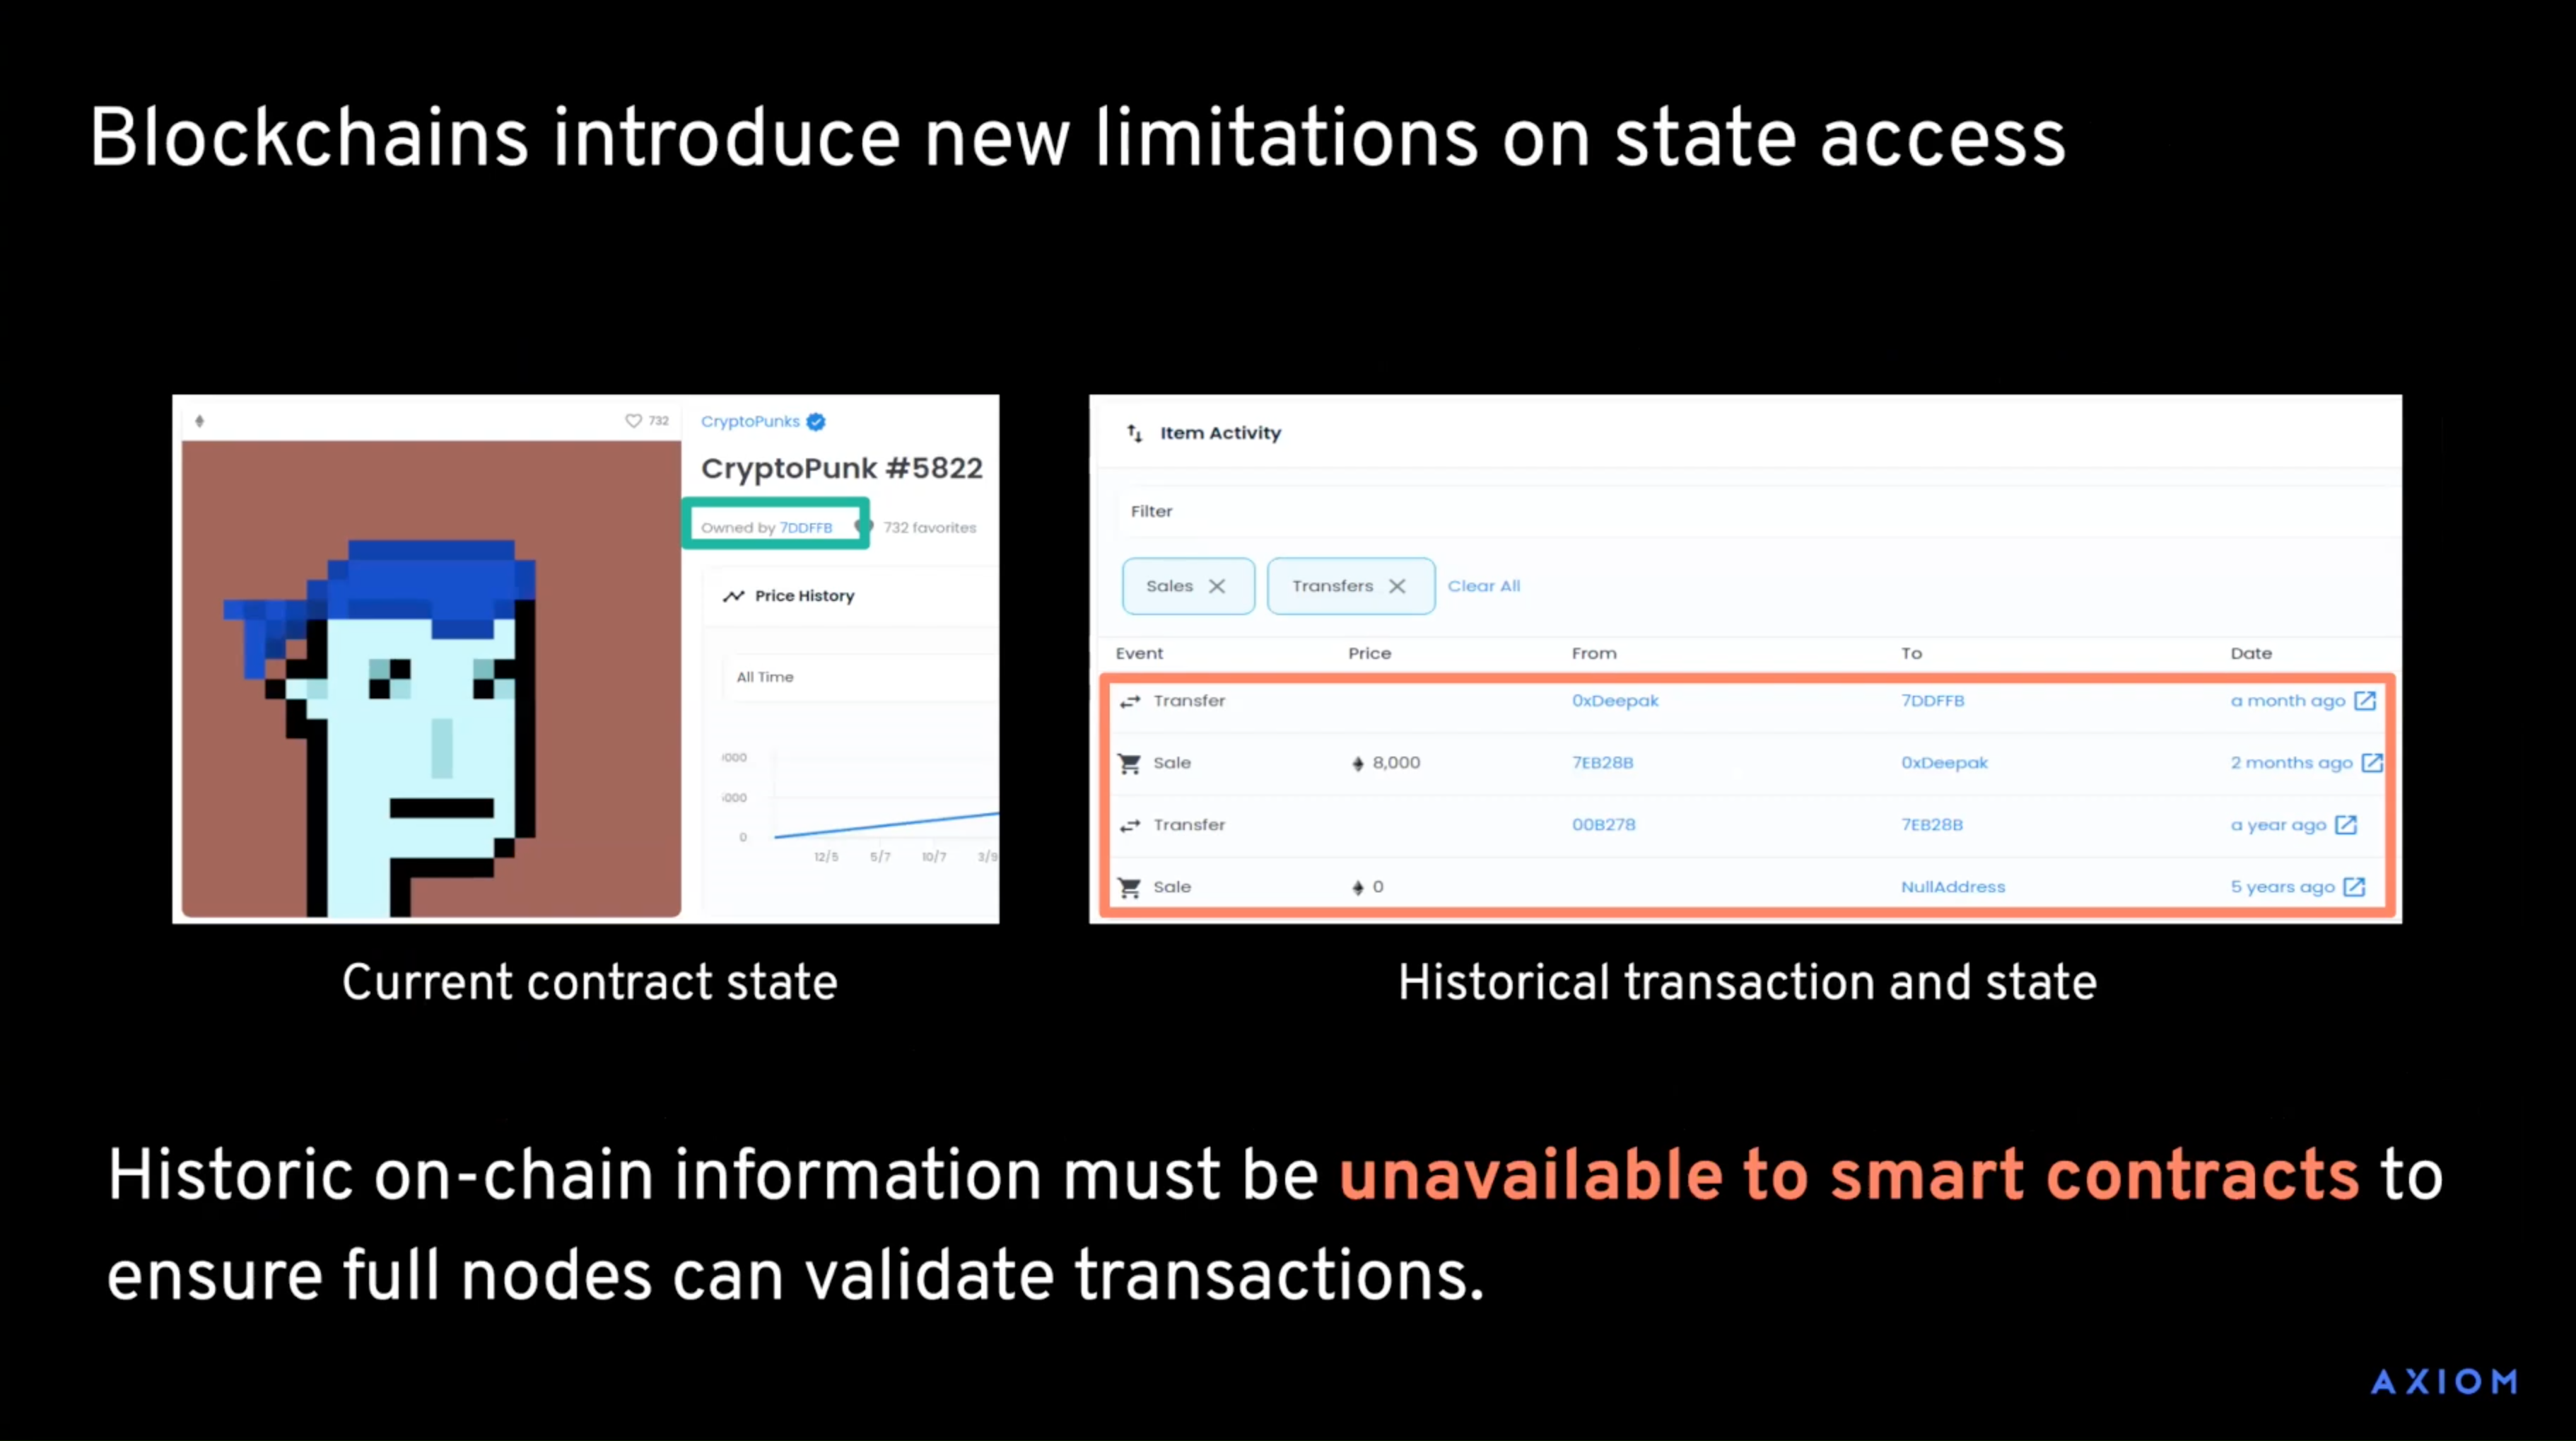 Blockchains introduce new limitations on state access
732
CryptoPunks
CryptoPunk #5822
Owned by 7DDFFB
732 favorites
Price History
All Time
000
000
0
12/5 5/7 10/7 3/9
Current contract state
Item Activity
Filter
Sales
Transfers
Clear All
Event Price From To Date
Transfer 0xDeepak 7DDFFB a month ago
Sale 8,000 7EB28B 0xDeepak 2 months ago
Transfer 00B278 7EB28B a year ago
Sale 0 NullAddress 5 years ago
Historical transaction and state
Historic on-chain information must be unavailable to smart contracts to
ensure full nodes can validate transactions.
AXIOM